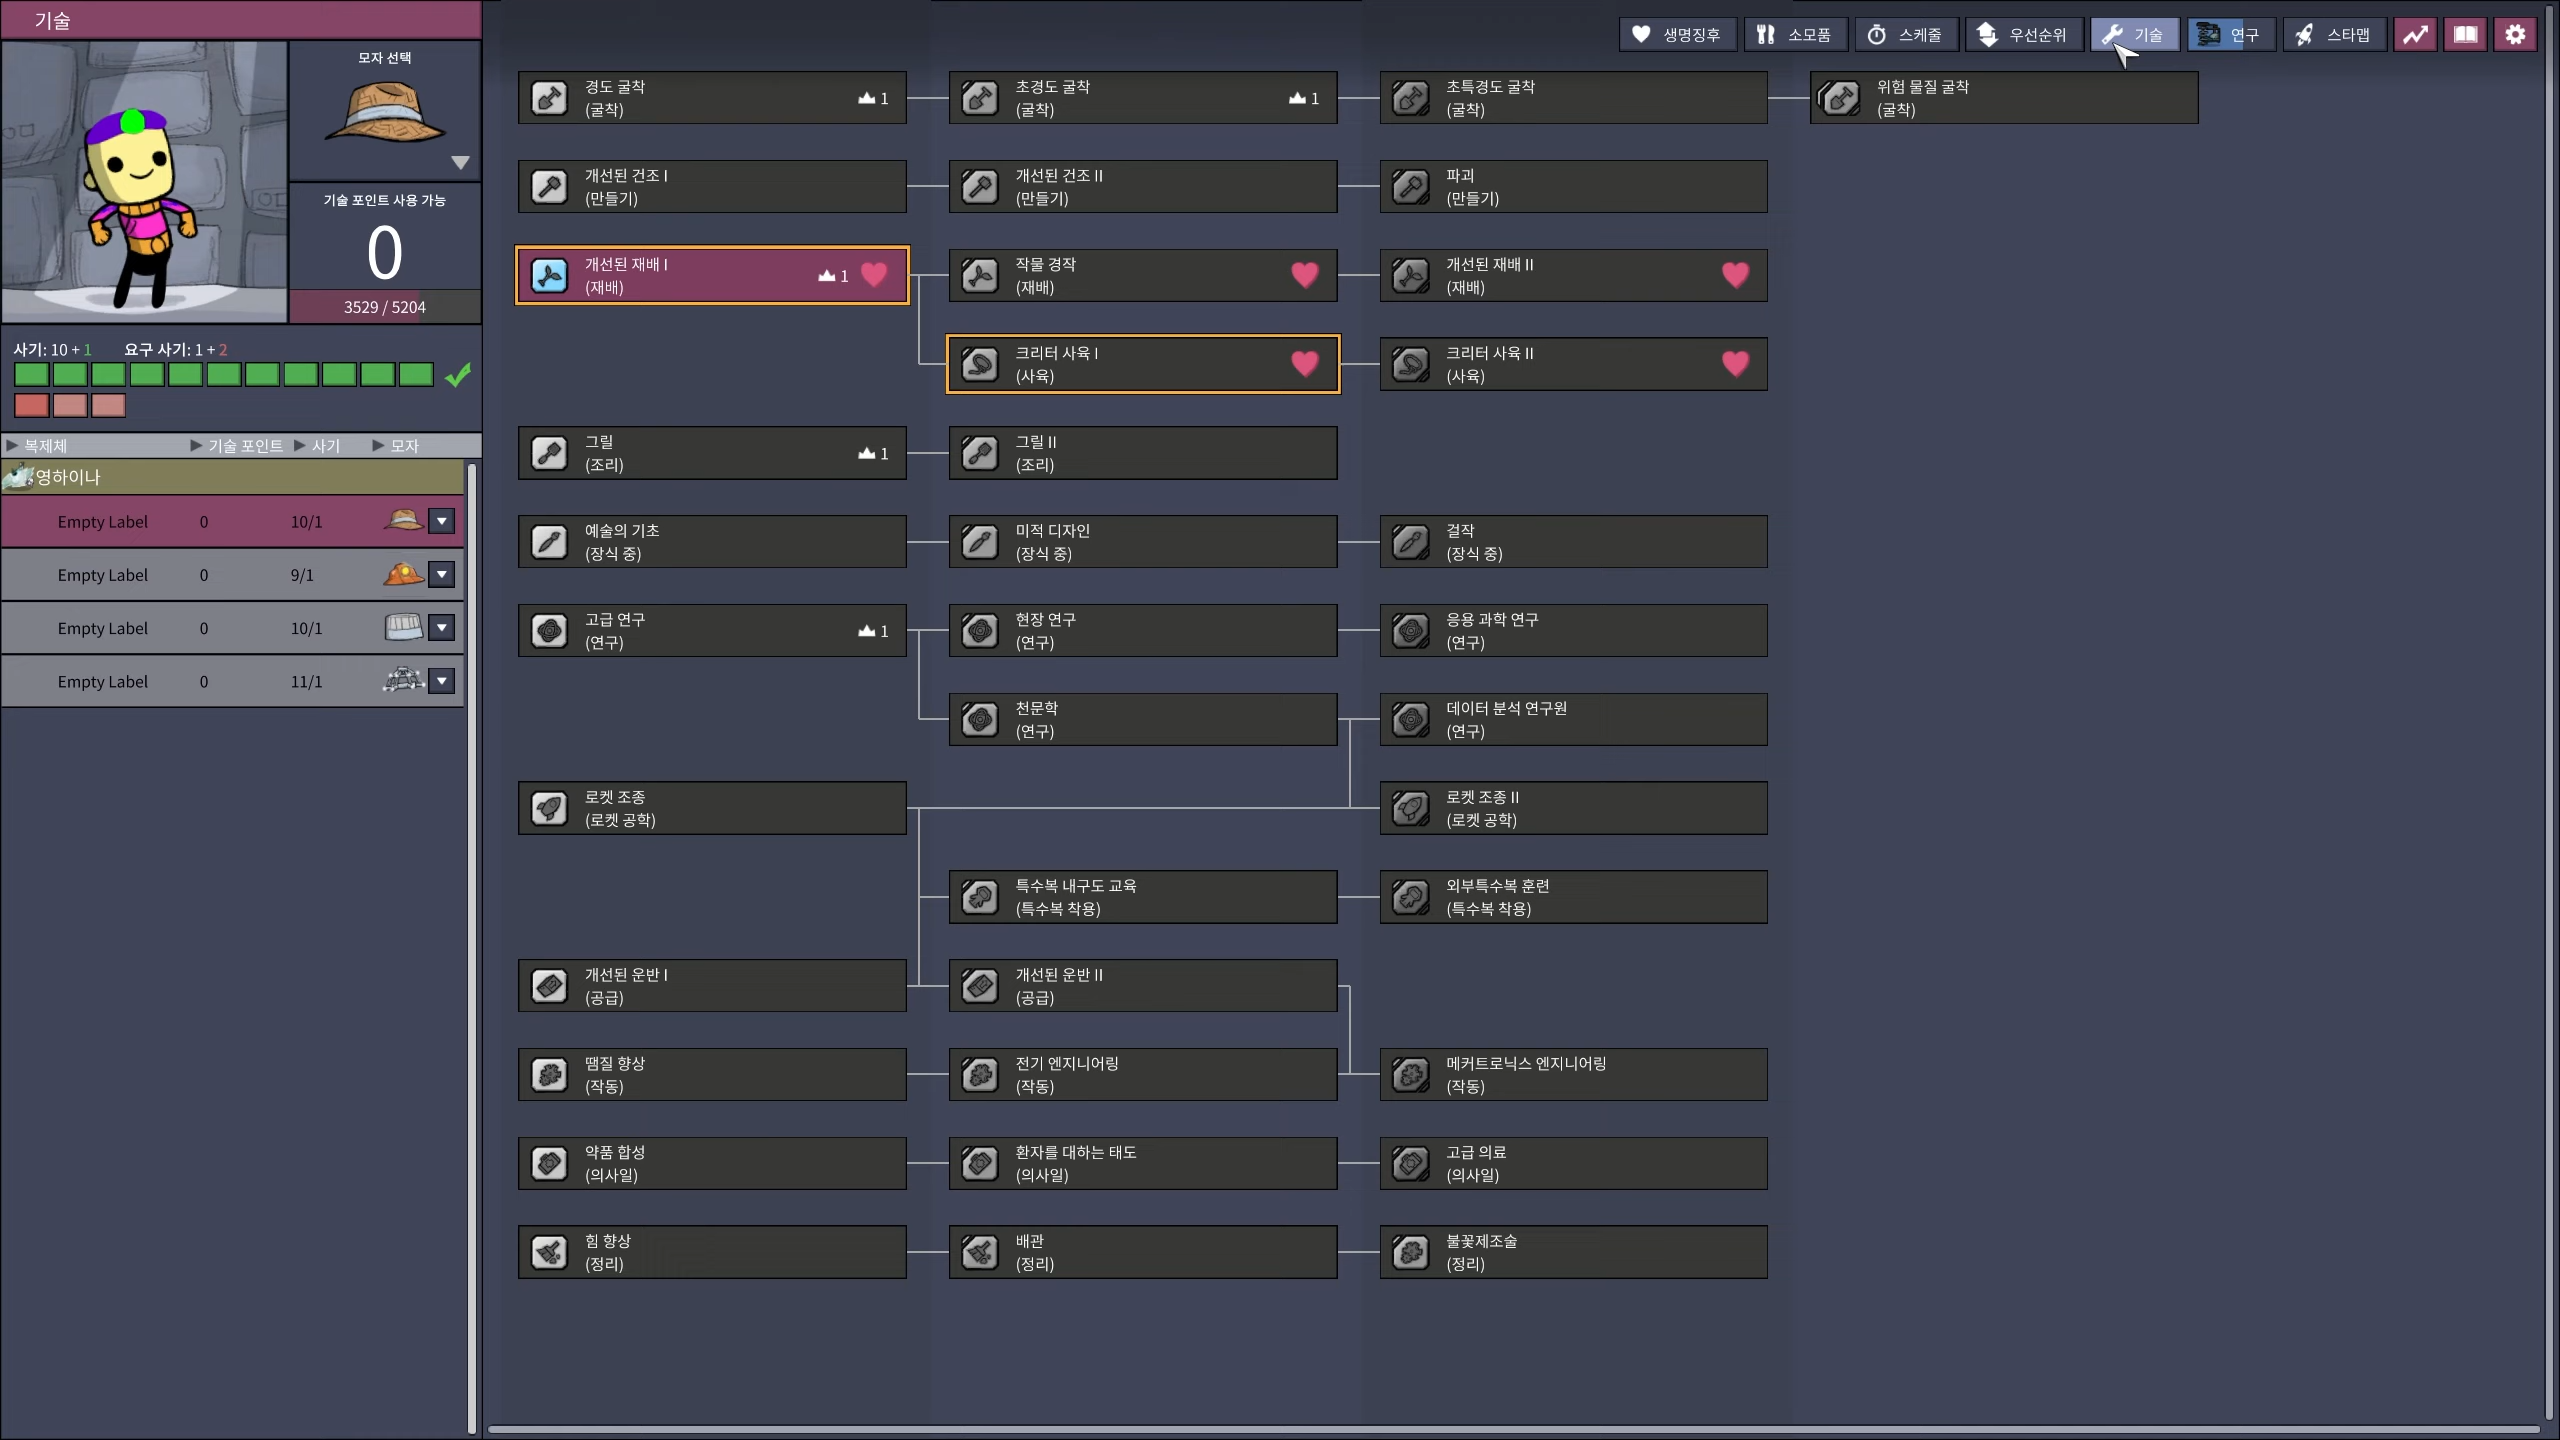 기술
생명징후
소모품
스케줄
우선순위
기술
연구
스타맵
모자 선택
기술 포인트 사용 가능
0
3529 / 5204
사기: 10 + 1 요구 사기: 1 + 2
복제체 기술 포인트 사기 모자
영하이나
Empty Label 0 10/1
Empty Label 0 9/1
Empty Label 0 10/1
Empty Label 0 11/1
경도 굴착
(굴착)
1
초경도 굴착
(굴착)
1
초특경도 굴착
(굴착)
위험 물질 굴착
(굴착)
개선된 건조 I
(만들기)
개선된 건조 II
(만들기)
파괴
(만들기)
개선된 재배 I
(재배)
1
작물 경작
(재배)
개선된 재배 II
(재배)
크리터 사육 I
(사육)
크리터 사육 II
(사육)
그릴
(조리)
1
그릴 II
(조리)
예술의 기초
(장식 중)
미적 디자인
(장식 중)
걸작
(장식 중)
고급 연구
(연구)
1
현장 연구
(연구)
응용 과학 연구
(연구)
천문학
(연구)
데이터 분석 연구원
(연구)
로켓 조종
(로켓 공학)
로켓 조종 II
(로켓 공학)
특수복 내구도 교육
(특수복 착용)
외부특수복 훈련
(특수복 착용)
개선된 운반 I
(공급)
개선된 운반 II
(공급)
땜질 향상
(작동)
전기 엔지니어링
(작동)
메커트로닉스 엔지니어링
(작동)
약품 합성
(의사일)
환자를 대하는 태도
(의사일)
고급 의료
(의사일)
힘 향상
(정리)
배관
(정리)
불꽃제조술
(정리)